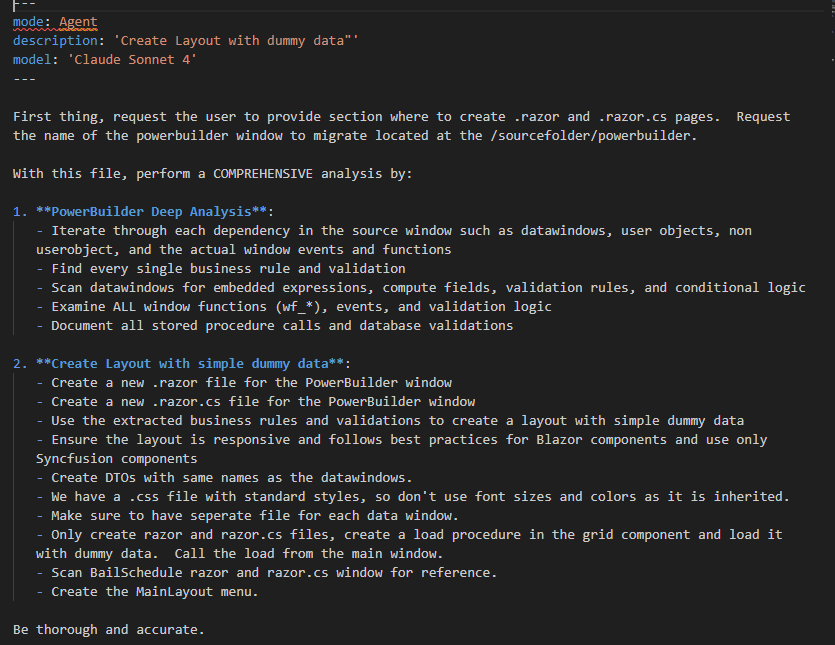 ---
mode: Agent
description: 'Create Layout with dummy data"'
model: 'Claude Sonnet 4'
---
First thing, request the user to provide section where to create .razor and .razor.cs pages.  Request
the name of the powerbuilder window to migrate located at the /sourcefolder/powerbuilder.
With this file, perform a COMPREHENSIVE analysis by:
1. **PowerBuilder Deep Analysis**:
- Iterate through each dependency in the source window such as datawindows, user objects, non
userobject, and the actual window events and functions
- Find every single business rule and validation
- Scan datawindows for embedded expressions, compute fields, validation rules, and conditional logic
- Examine ALL window functions (wf_*), events, and validation logic
- Document all stored procedure calls and database validations
2. **Create Layout with simple dummy data**:
- Create a new .razor file for the PowerBuilder window
- Create a new .razor.cs file for the PowerBuilder window
- Use the extracted business rules and validations to create a layout with simple dummy data
- Ensure the layout is responsive and follows best practices for Blazor components and use only
Syncfusion components
- Create DTOs with same names as the datawindows.
- We have a .css file with standard styles, so don't use font sizes and colors as it is inherited.
- Make sure to have seperate file for each data window.
- Only create razor and razor.cs files, create a load procedure in the grid component and load it
with dummy data.  Call the load from the main window.
- Scan BailSchedule razor and razor.cs window for reference.
- Create the MainLayout menu.
Be thorough and accurate.